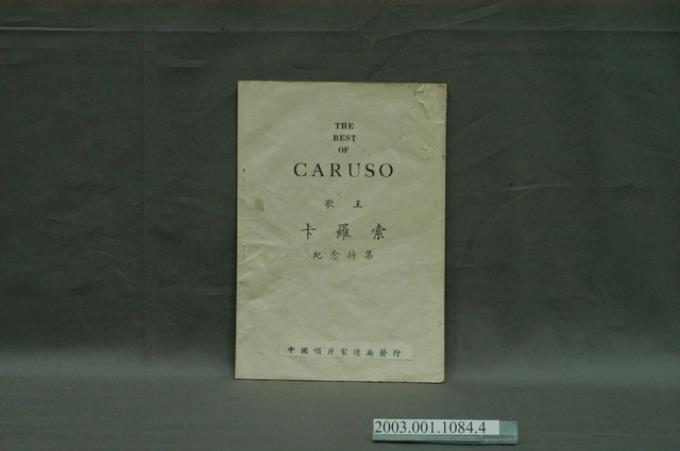 THE
BEST
OF
CARUSO
歌王
卡羅索
紀念特集
中國唱片製造廠發行
2003.001.1084.4